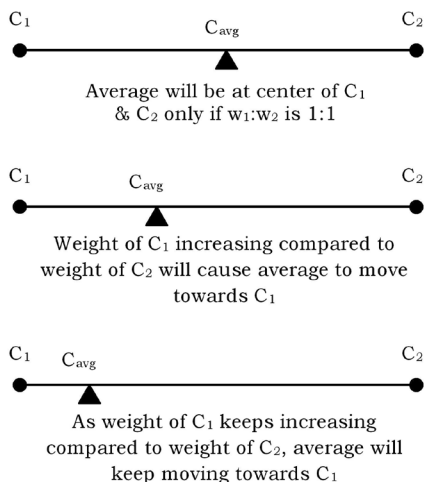 C₁ C₂
Cavg
Average will be at center of C₁
& C₂ only if w₁:w₂ is 1:1
C₁ C₂
Cavg
Weight of C₁ increasing compared to
weight of C₂ will cause average to move
towards C₁
C₁ C₂
Cavg
As weight of C₁ keeps increasing
compared to weight of C₂, average will
keep moving towards C₁